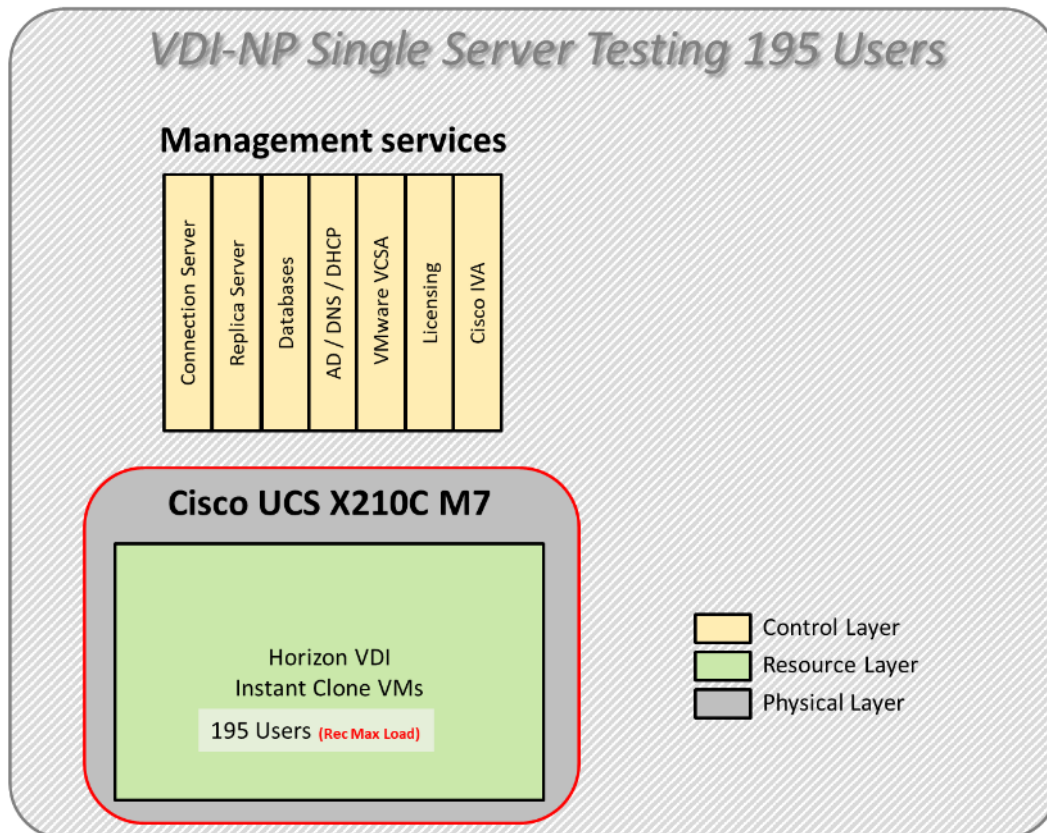 VDI-NP Single Server Testing 195 Users
Management services
Connection Server
Replica Server
Databases
AD / DNS / DHCP
VMware VCSA
Licensing
Cisco IVA
Cisco UCS X210C M7
Horizon VDI
Instant Clone VMs
195 Users (Rec Max Load)
Control Layer
Resource Layer
Physical Layer